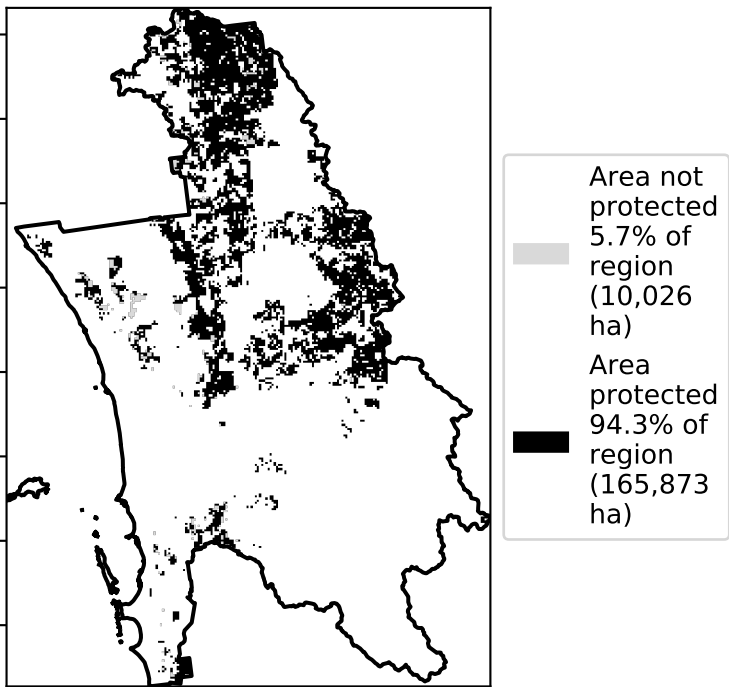 Area not
protected
5.7% of
region
(10,026
ha)
Area
protected
94.3% of
region
(165,873
ha)